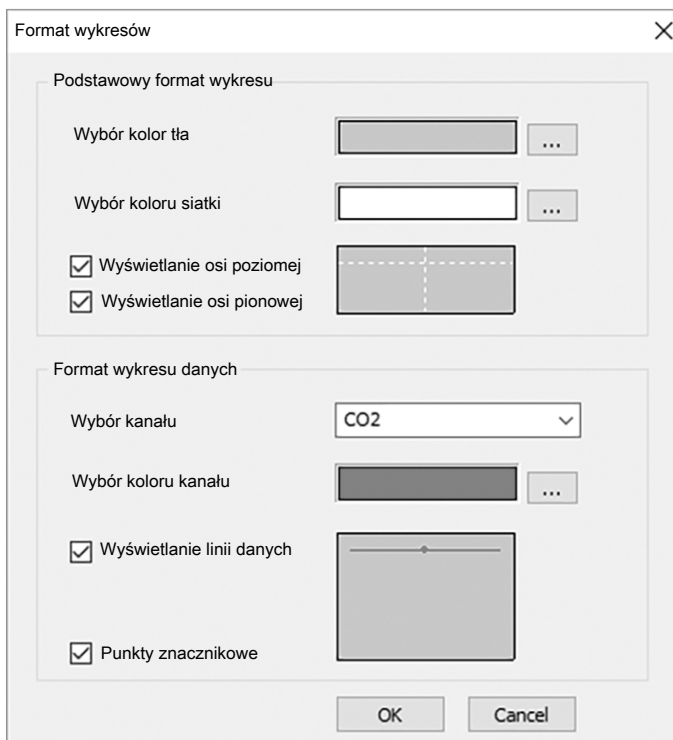 Format wykresów
Podstawowy format wykresu
Wybór kolor tła
...
Wybór koloru siatki
...
Wyświetlanie osi poziomej
Wyświetlanie osi pionowej
Format wykresu danych
Wybór kanału
CO2
Wybór koloru kanału
...
Wyświetlanie linii danych
Punkty znacznikowe
OK
Cancel